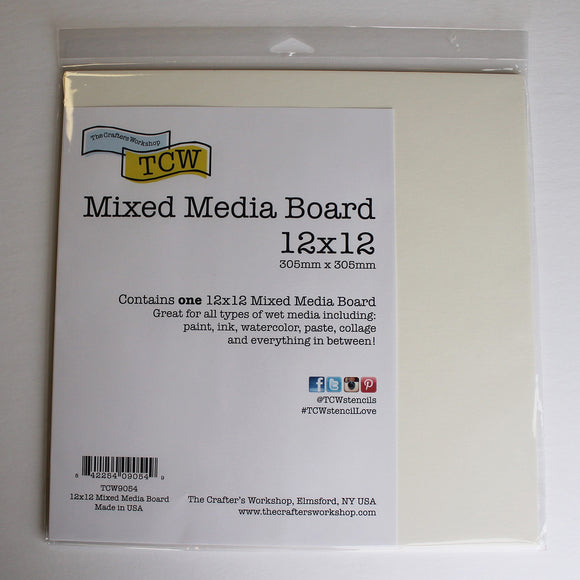 The Crafters Workshop
TCW
Mixed Media Board
12x12
305mm x 305mm
Contains one 12x12 Mixed Media Board
Great for all types of wet media including:
paint, ink, watercolor, paste, collage
and everything in between!
@TCWstencils
#TCWstencilLove
8 42254 09054 9
TCW9054
12x12 Mixed Media Board
Made in USA
The Crafter's Workshop, Elmsford, NY USA
www.thecraftersworkshop.com